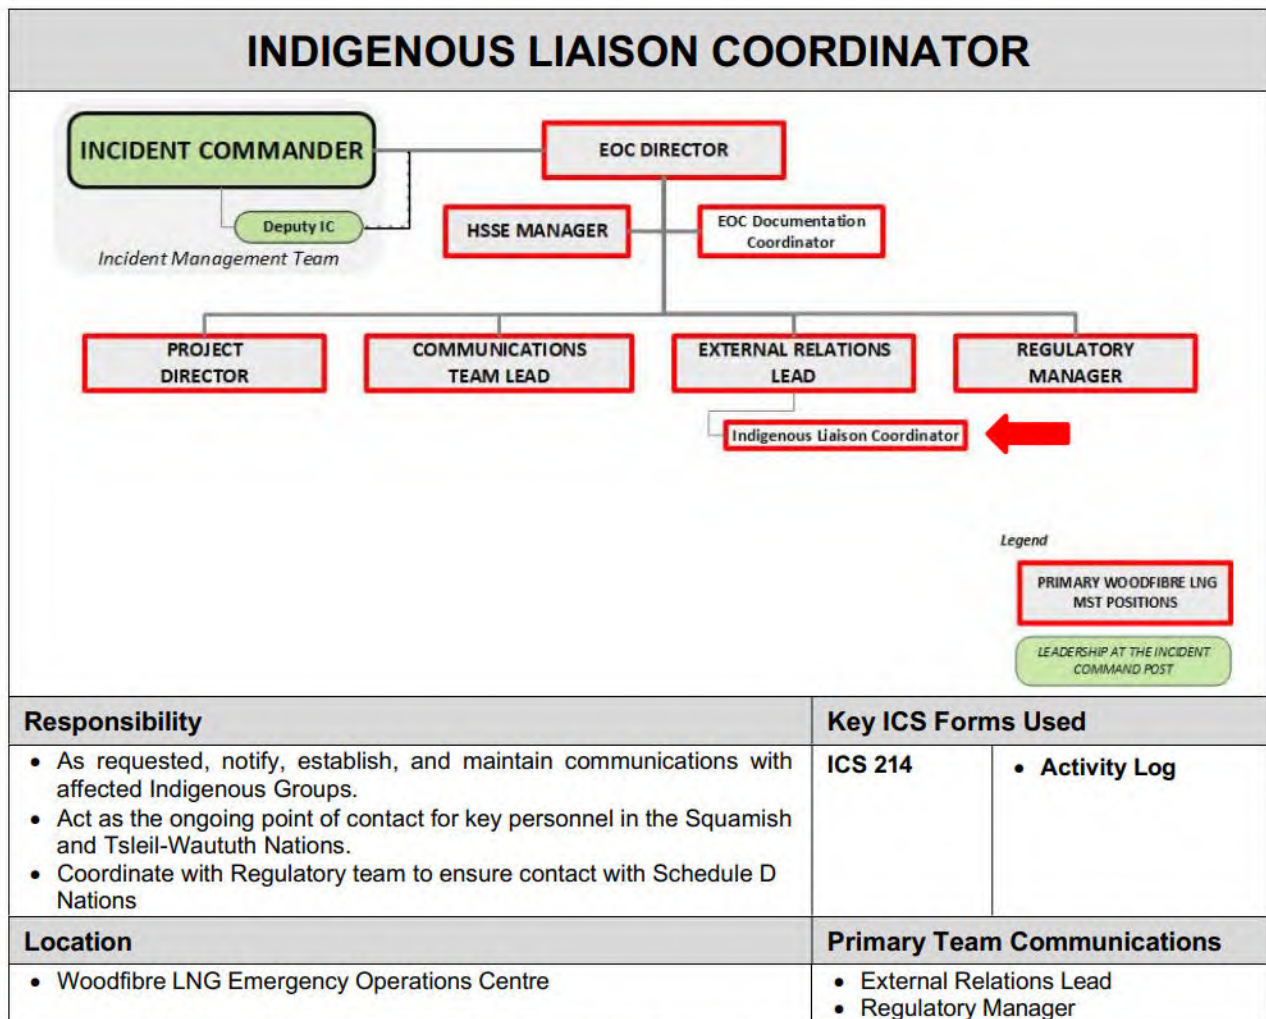 INDIGENOUS LIAISON COORDINATOR
INCIDENT COMMANDER
EOC DIRECTOR
Deputy IC
Incident Management Team
HSSE MANAGER
EOC Documentation
Coordinator
PROJECT
DIRECTOR
COMMUNICATIONS
TEAM LEAD
EXTERNAL RELATIONS
LEAD
REGULATORY
MANAGER
Indigenous Liaison Coordinator
Legend
PRIMARY WOODFIBRE LNG
MST POSITIONS
LEADERSHIP AT THE INCIDENT
COMMAND POST
Responsibility
• As requested, notify, establish, and maintain communications with
affected Indigenous Groups.
• Act as the ongoing point of contact for key personnel in the Squamish
and Tsleil-Waututh Nations.
• Coordinate with Regulatory team to ensure contact with Schedule D
Nations
Key ICS Forms Used
ICS 214
• Activity Log
Location
• Woodfibre LNG Emergency Operations Centre
Primary Team Communications
• External Relations Lead
• Regulatory Manager